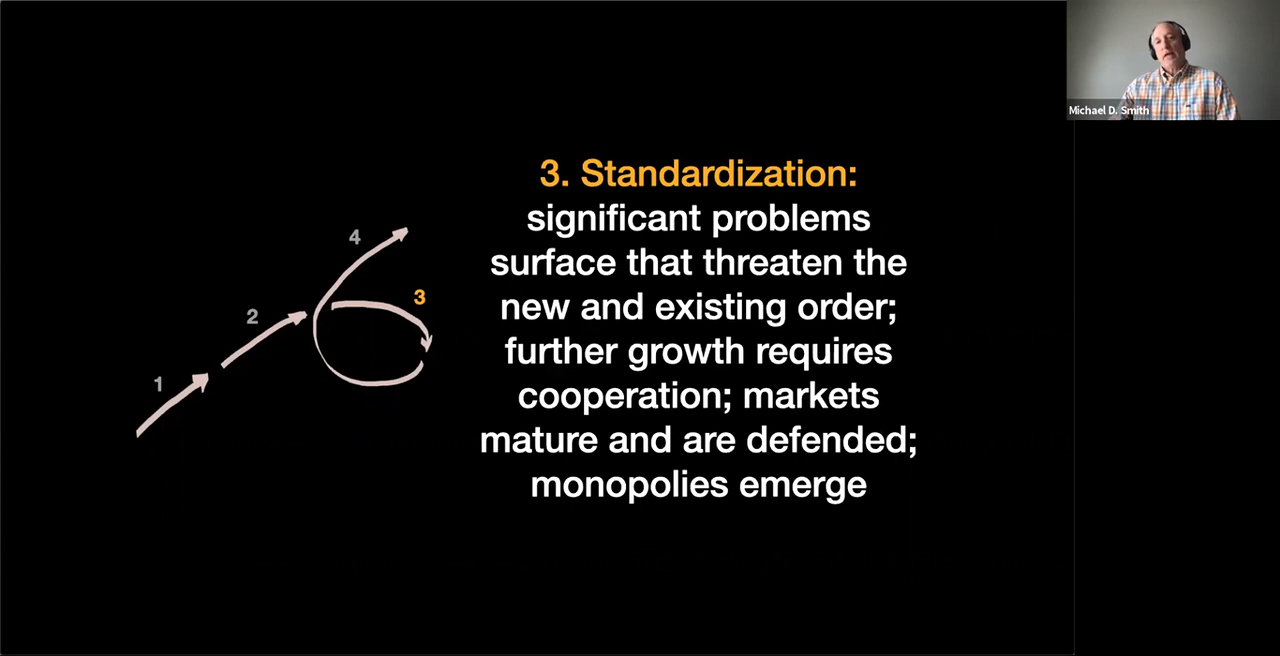 Michael D. Smith
3. Standardization:
significant problems
surface that threaten the
new and existing order;
further growth requires
cooperation; markets
mature and are defended;
monopolies emerge
4
3
2
1